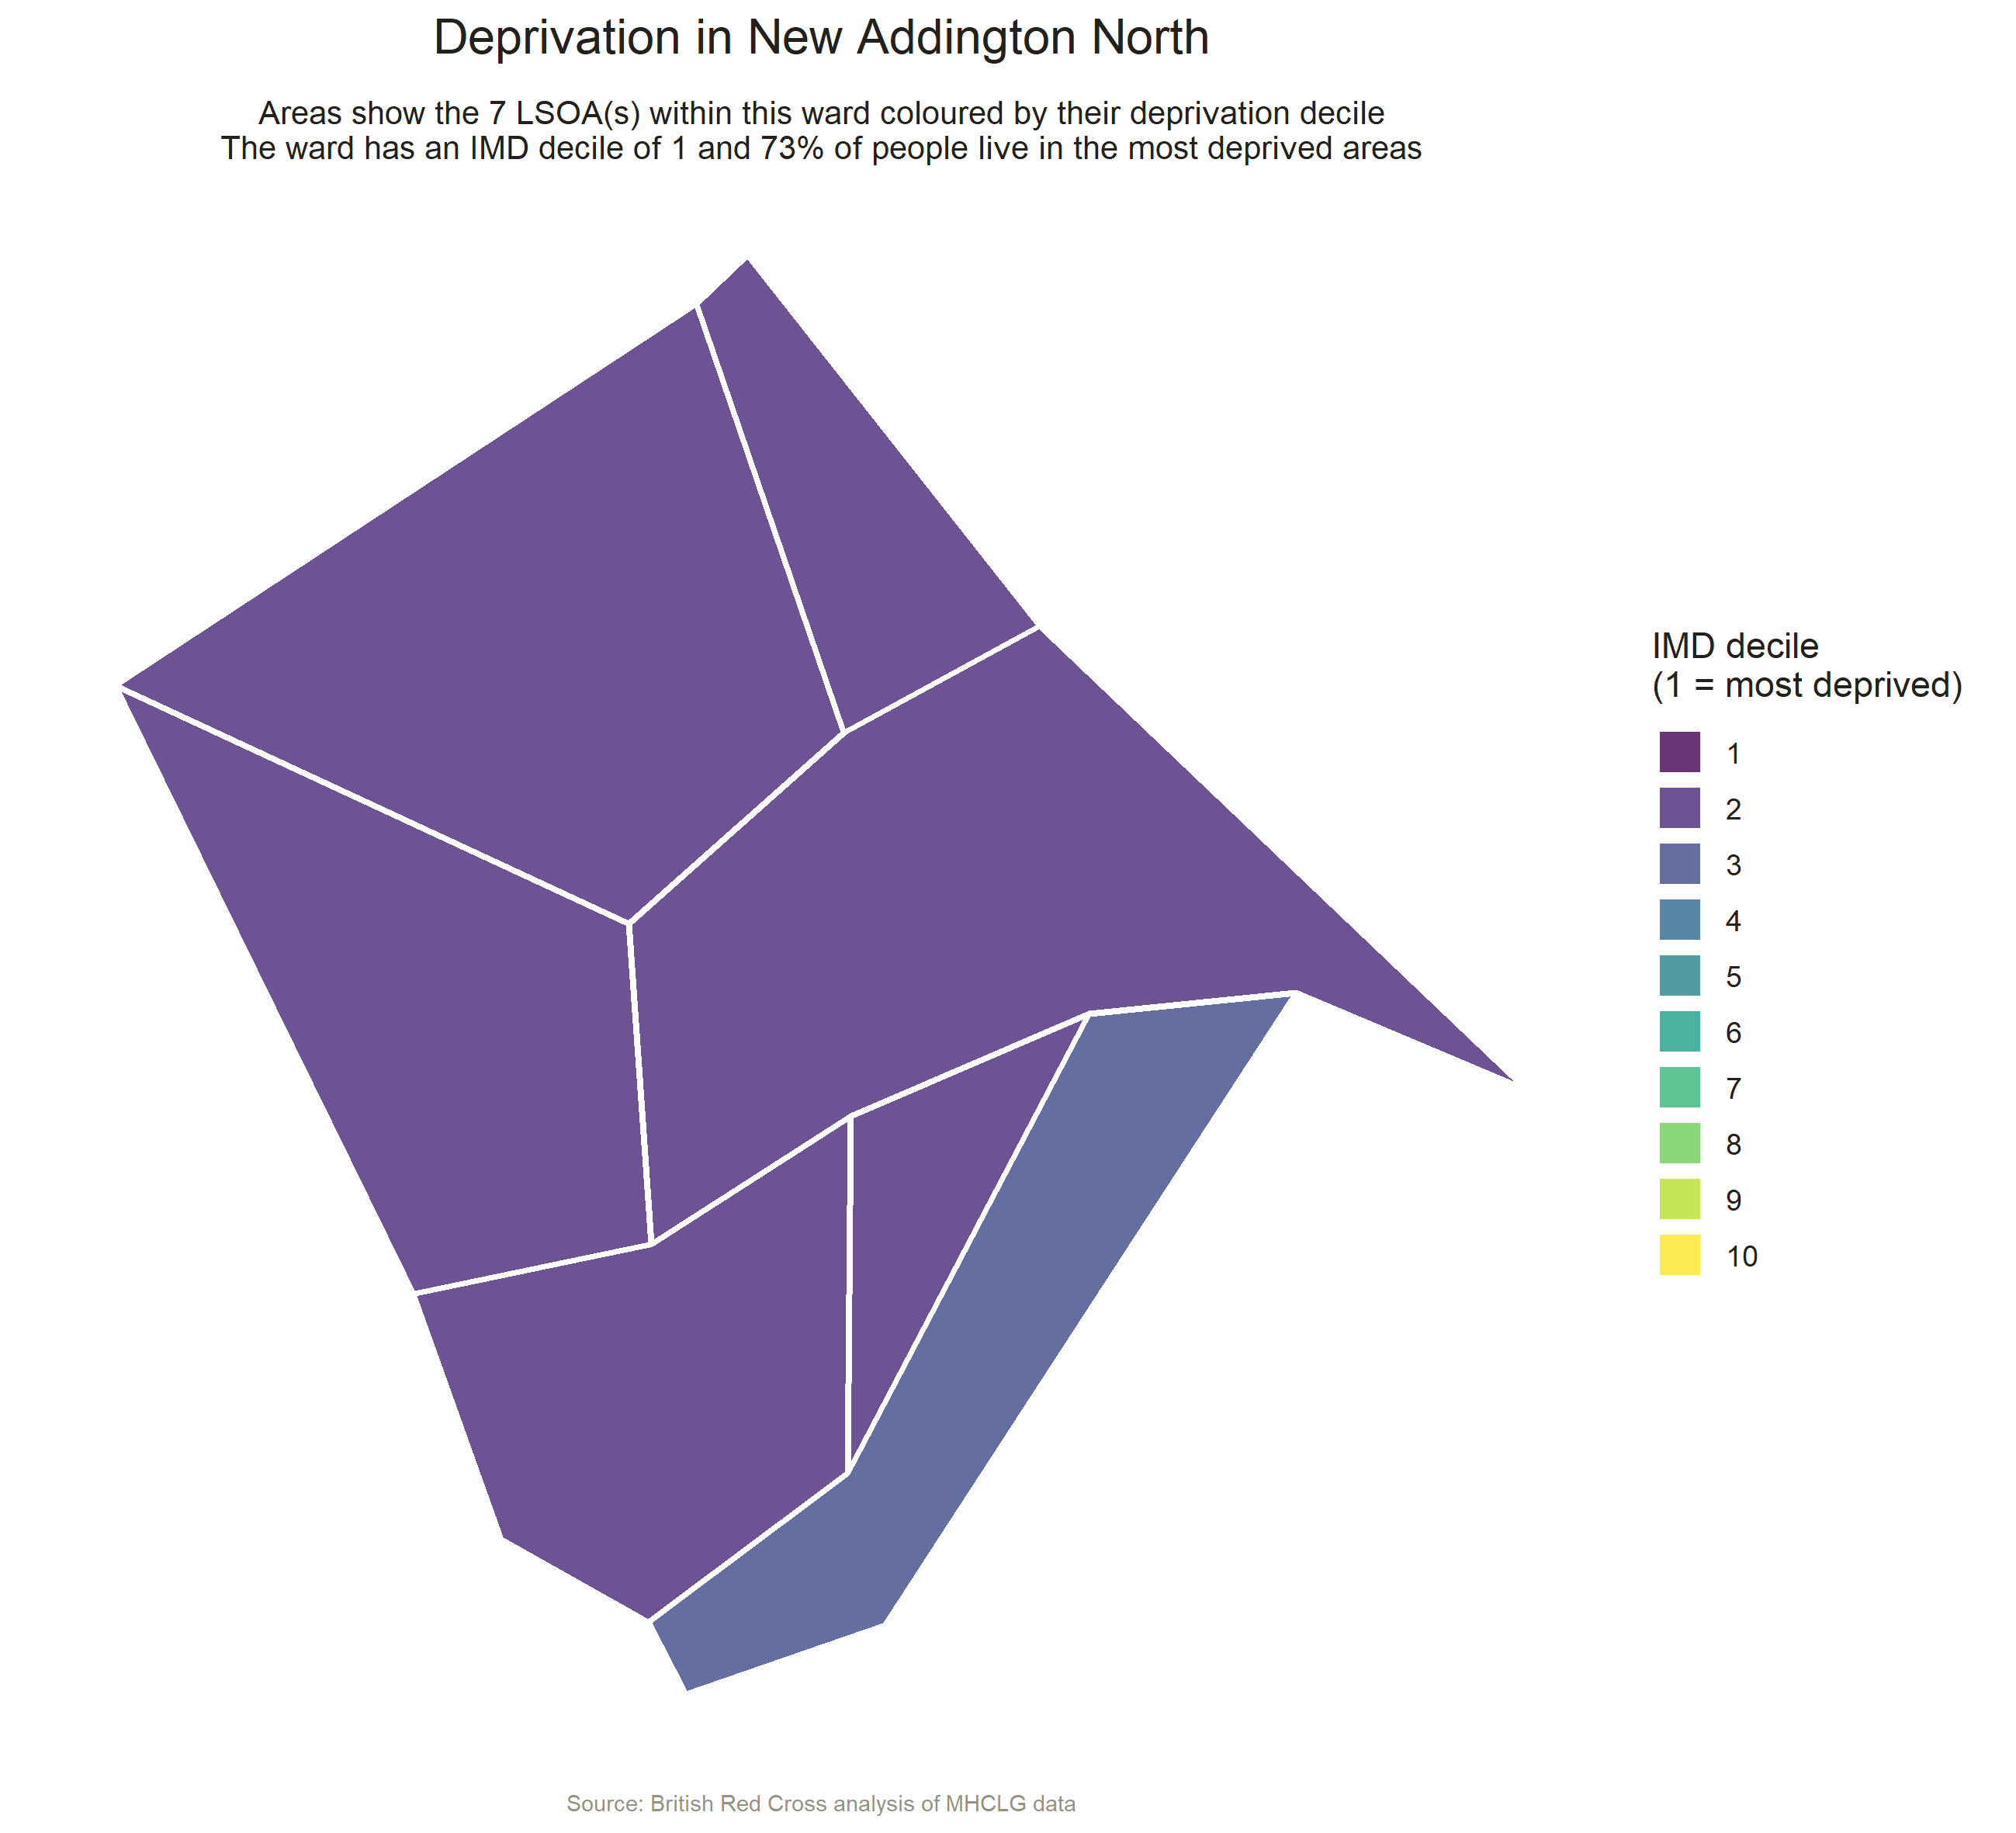 Deprivation in New Addington North
Areas show the 7 LSOA(s) within this ward coloured by their deprivation decile
The ward has an IMD decile of 1 and 73% of people live in the most deprived areas
IMD decile
(1 = most deprived)
1
2
3
4
5
6
7
8
9
10
Source: British Red Cross analysis of MHCLG data